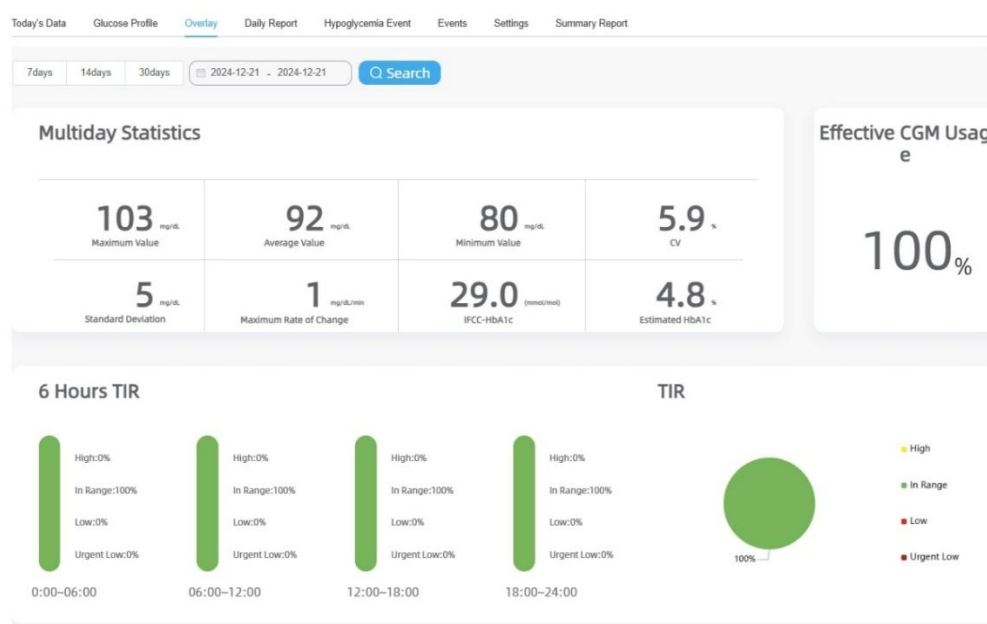 Today's Data Glucose Profile Overlay Daily Report Hypoglycemia Event Events Settings Summary Report
7days 14days 30days 2024-12-21 - 2024-12-21 Search
Multiday Statistics
103 mg/dL 92 mg/dL 80 mg/dL 5.9 %
Maximum Value Average Value Minimum Value CV
5 mg/dL 1 mg/dL/min 29.0 (mmol/mol) 4.8 %
Standard Deviation Maximum Rate of Change IFCC-HbA1c Estimated HbA1c
Effective CGM Usag
e
100%
6 Hours TIR
High:0% High:0% High:0% High:0%
In Range:100% In Range:100% In Range:100% In Range:100%
Low:0% Low:0% Low:0% Low:0%
Urgent Low:0% Urgent Low:0% Urgent Low:0% Urgent Low:0%
0:00~06:00 06:00~12:00 12:00~18:00 18:00~24:00
TIR
100%
High
In Range
Low
Urgent Low